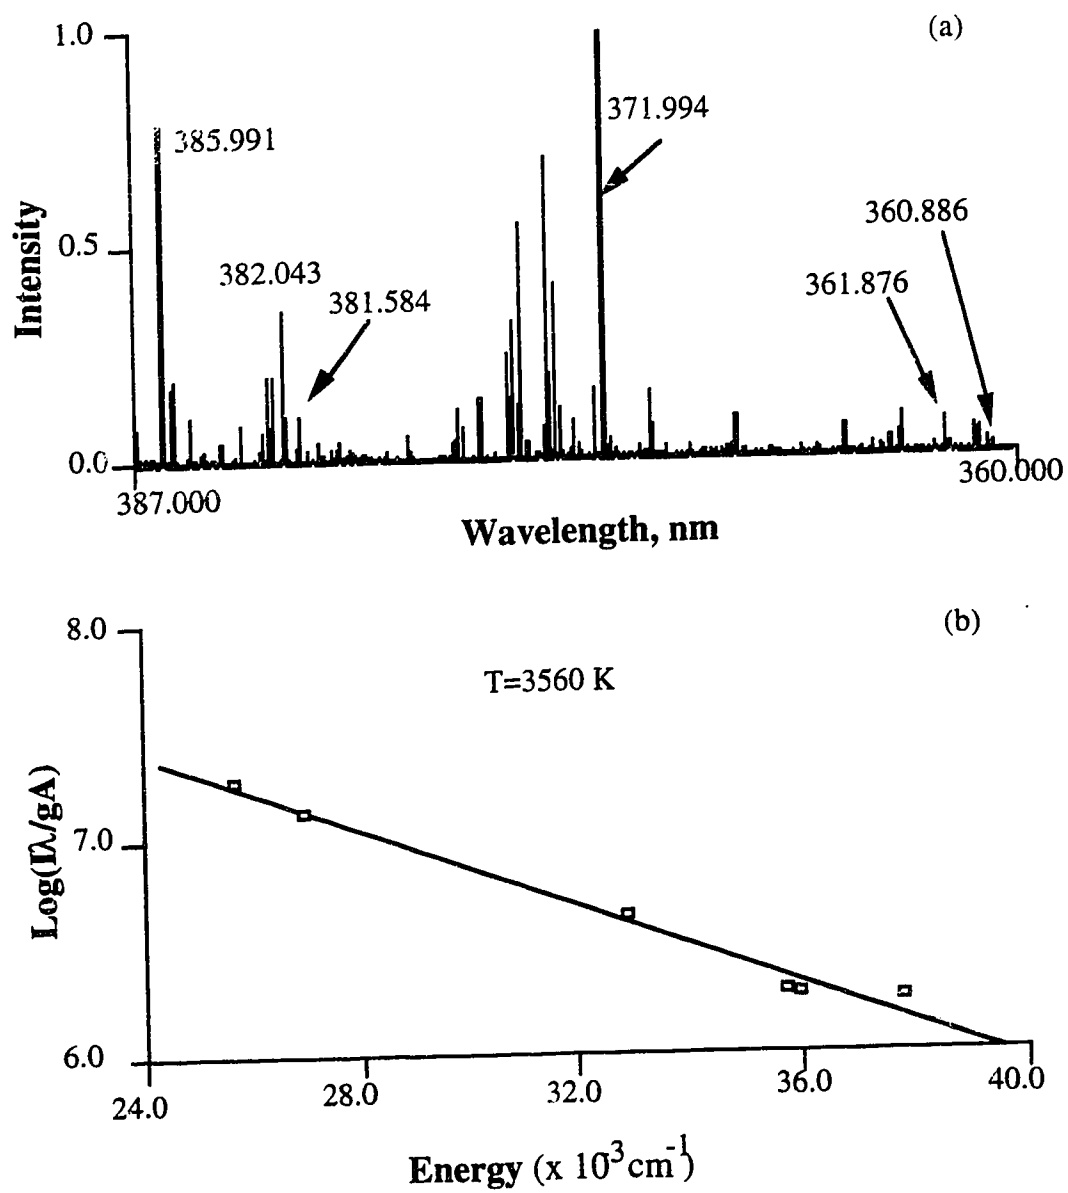 (a)
1.0
371.994
385.991
360.886
Intensity
0.5
382.043
361.876
381.584
0.0
387.000
360.000
Wavelength, nm
(b)
8.0
T=3560 K
Log(Iλ/gA)
7.0
6.0
24.0
28.0
32.0
36.0
40.0
Energy (x 10³cm⁻¹)